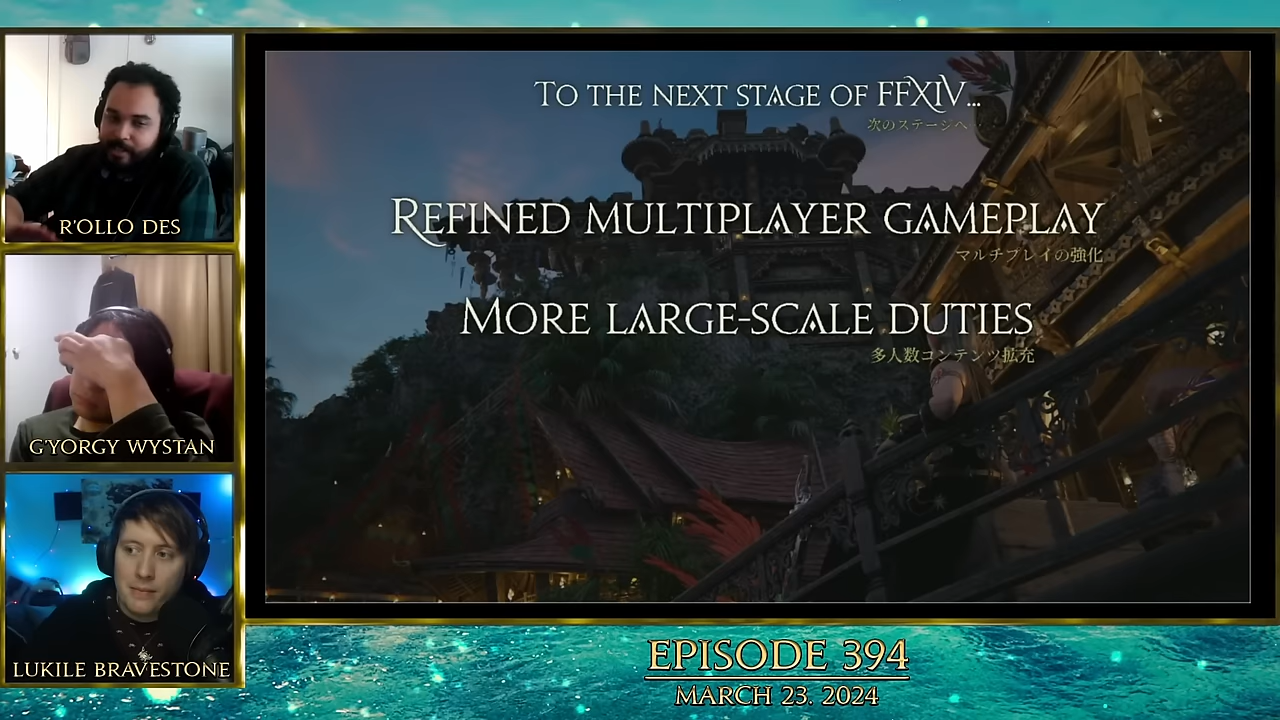 R'OLLO DES
G'YORGY WYSTAN
LUKILE BRAVESTONE
TO THE NEXT STAGE OF FFXIV...
次のステージへ・・・
REFINED MULTIPLAYER GAMEPLAY
マルチプレイの強化
MORE LARGE-SCALE DUTIES
多人数コンテンツ拡充
EPISODE 394
MARCH 23. 2024